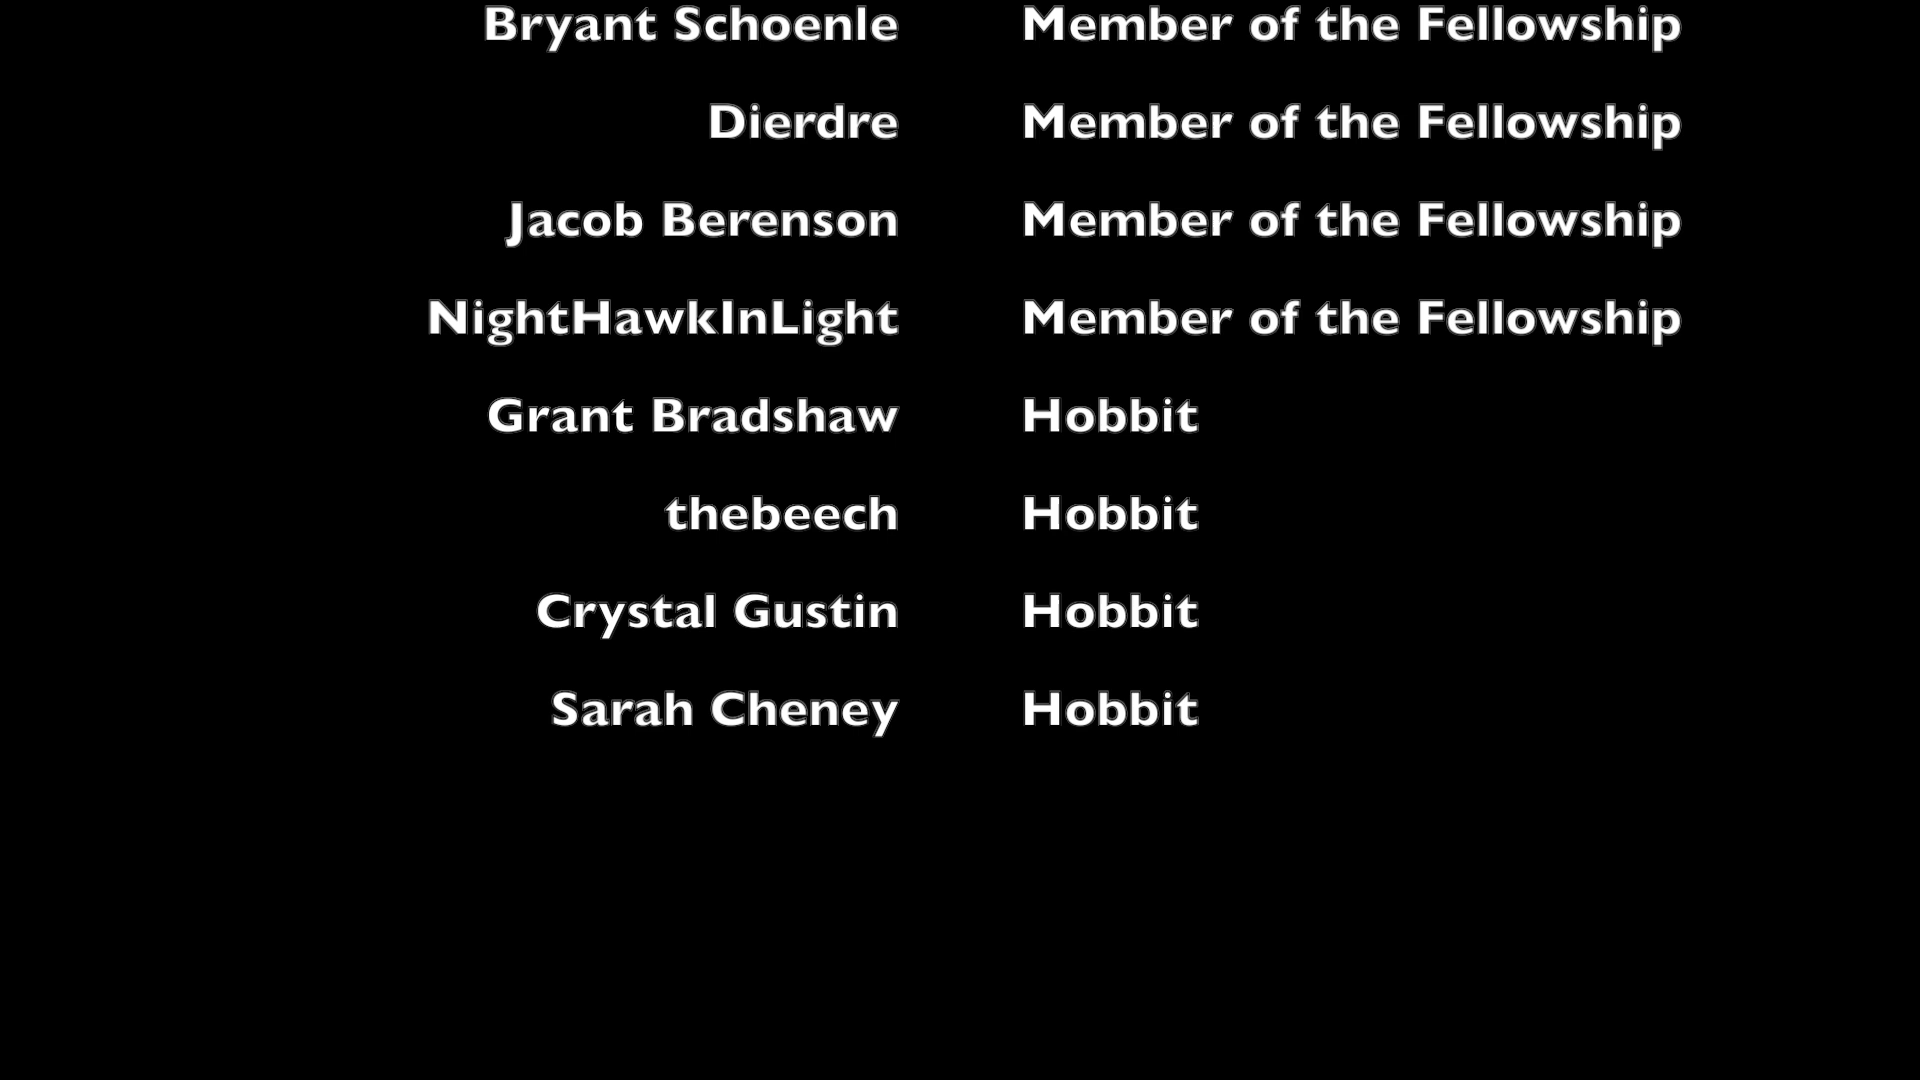 Bryant Schoenle Member of the Fellowship
Dierdre Member of the Fellowship
Jacob Berenson Member of the Fellowship
NightHawkInLight Member of the Fellowship
Grant Bradshaw Hobbit
thebeech Hobbit
Crystal Gustin Hobbit
Sarah Cheney Hobbit